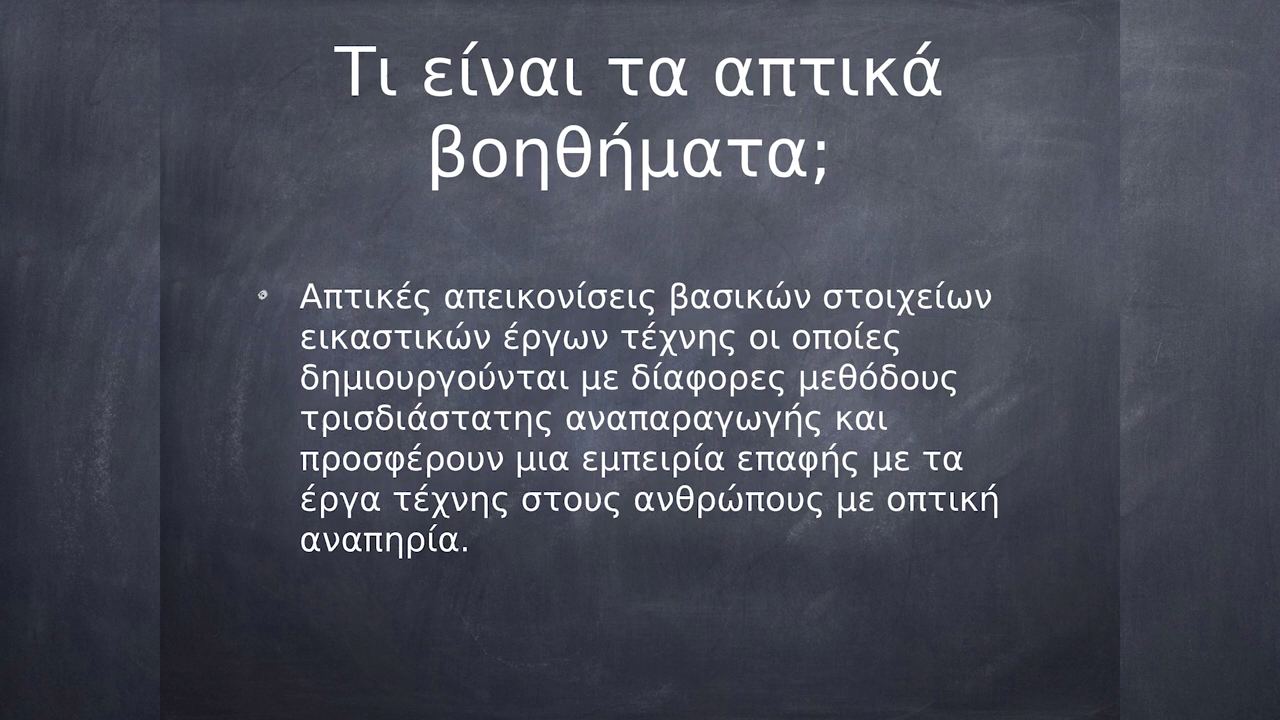 Τι είναι τα απτικά
βοηθήματα;
Απτικές απεικονίσεις βασικών στοιχείων
εικαστικών έργων τέχνης οι οποίες
δημιουργούνται με δίαφορες μεθόδους
τρισδιάστατης αναπαραγωγής και
προσφέρουν μια εμπειρία επαφής με τα
έργα τέχνης στους ανθρώπους με οπτική
αναπηρία.